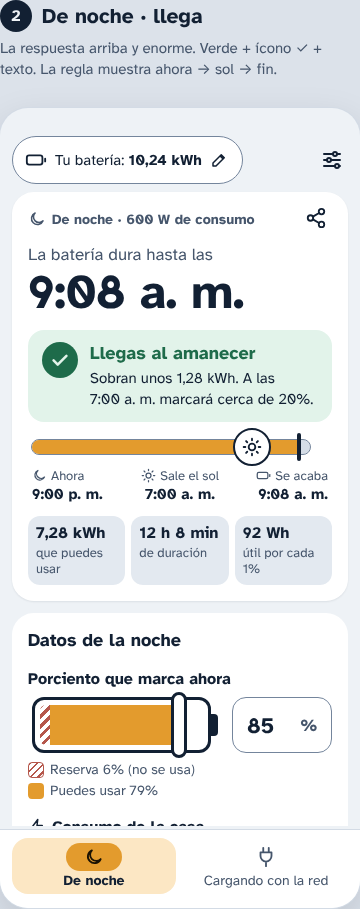 2 De noche · llega
La respuesta arriba y enorme. Verde + ícono ✓ +
texto. La regla muestra ahora → sol → fin.
Tu batería: 10,24 kWh
De noche · 600 W de consumo
La batería dura hasta las
9:08 a. m.
Llegas al amanecer
Sobran unos 1,28 kWh. A las
7:00 a. m. marcará cerca de 20%.
Ahora Sale el sol Se acaba
9:00 p. m. 7:00 a. m. 9:08 a. m.
7,28 kWh 12 h 8 min 92 Wh
que puedes de duración útil por cada
usar 1%
Datos de la noche
Porciento que marca ahora
85 %
Reserva 6% (no se usa)
Puedes usar 79%
Consumo de la casa
De noche Cargando con la red